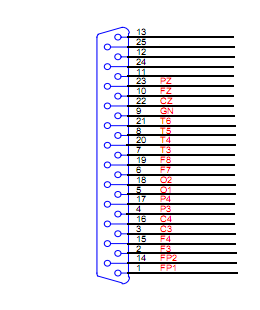 13
25
12
24
11
23 PZ
10 FZ
22 CZ
9 GN
21 T6
8 T5
20 T4
7 T3
19 F8
6 F7
18 O2
5 O1
17 P4
4 P3
16 C4
3 C3
15 F4
2 F3
14 FP2
1 FP1